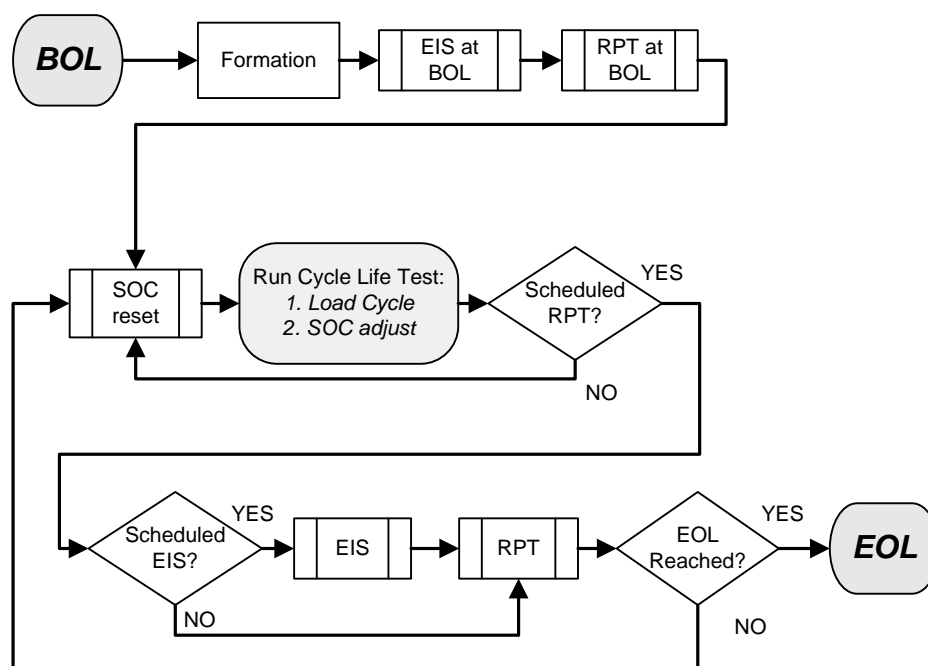 BOL
Formation
EIS at
BOL
RPT at
BOL
SOC
reset
Run Cycle Life Test:
1. Load Cycle
2. SOC adjust
Scheduled
RPT?
YES
NO
Scheduled
EIS?
YES
NO
EIS
RPT
EOL
Reached?
YES
NO
EOL